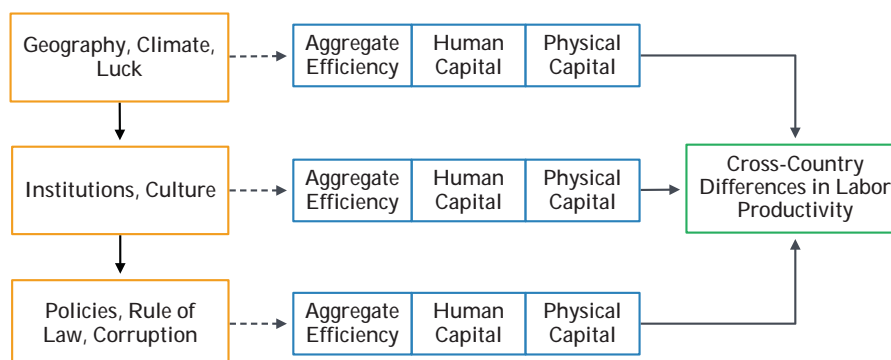 Geography, Climate,
Luck
Aggregate
Efficiency
Human
Capital
Physical
Capital
Institutions, Culture
Aggregate
Efficiency
Human
Capital
Physical
Capital
Cross-Country
Differences in Labor
Productivity
Policies, Rule of
Law, Corruption
Aggregate
Efficiency
Human
Capital
Physical
Capital